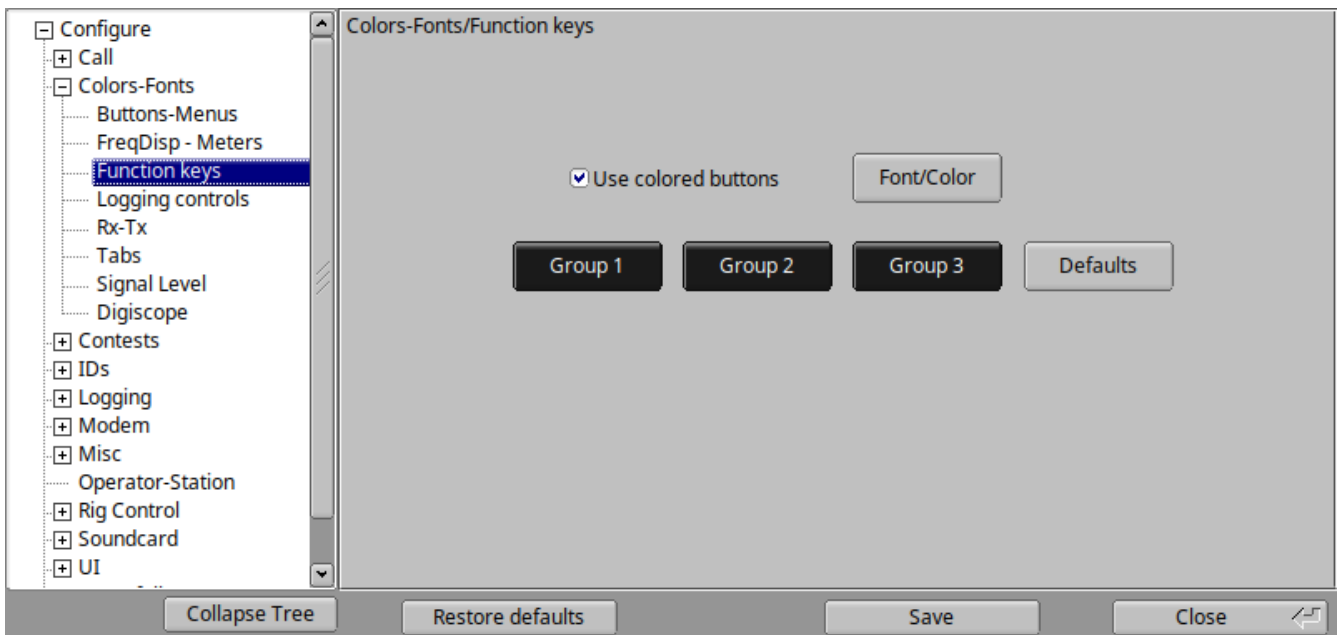 Configure
Call
Colors-Fonts
Buttons-Menus
FreqDisp - Meters
Function keys
Logging controls
Rx-Tx
Tabs
Signal Level
Digiscope
Contests
IDs
Logging
Modem
Misc
Operator-Station
Rig Control
Soundcard
UI
Colors-Fonts/Function keys
Use colored buttons
Font/Color
Group 1
Group 2
Group 3
Defaults
Collapse Tree
Restore defaults
Save
Close